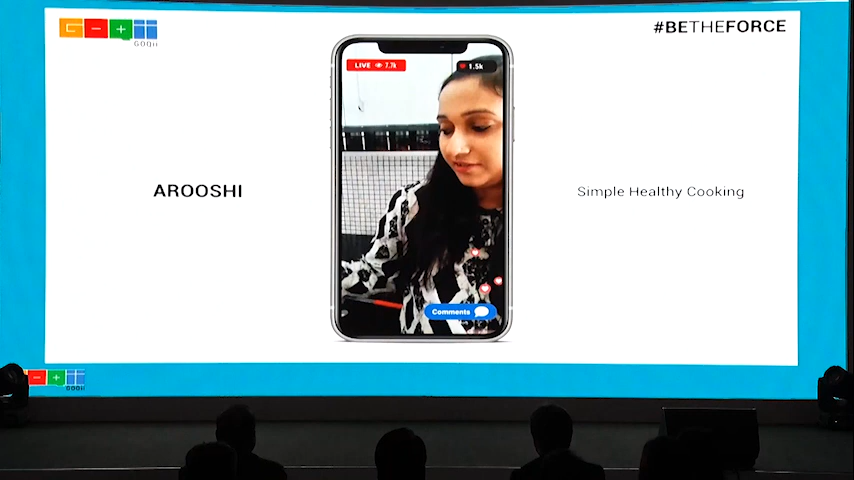 GOQii
#BETHEFORCE
LIVE 7.7k
1.5k
AROOSHI
Simple Healthy Cooking
Comments
GOQii